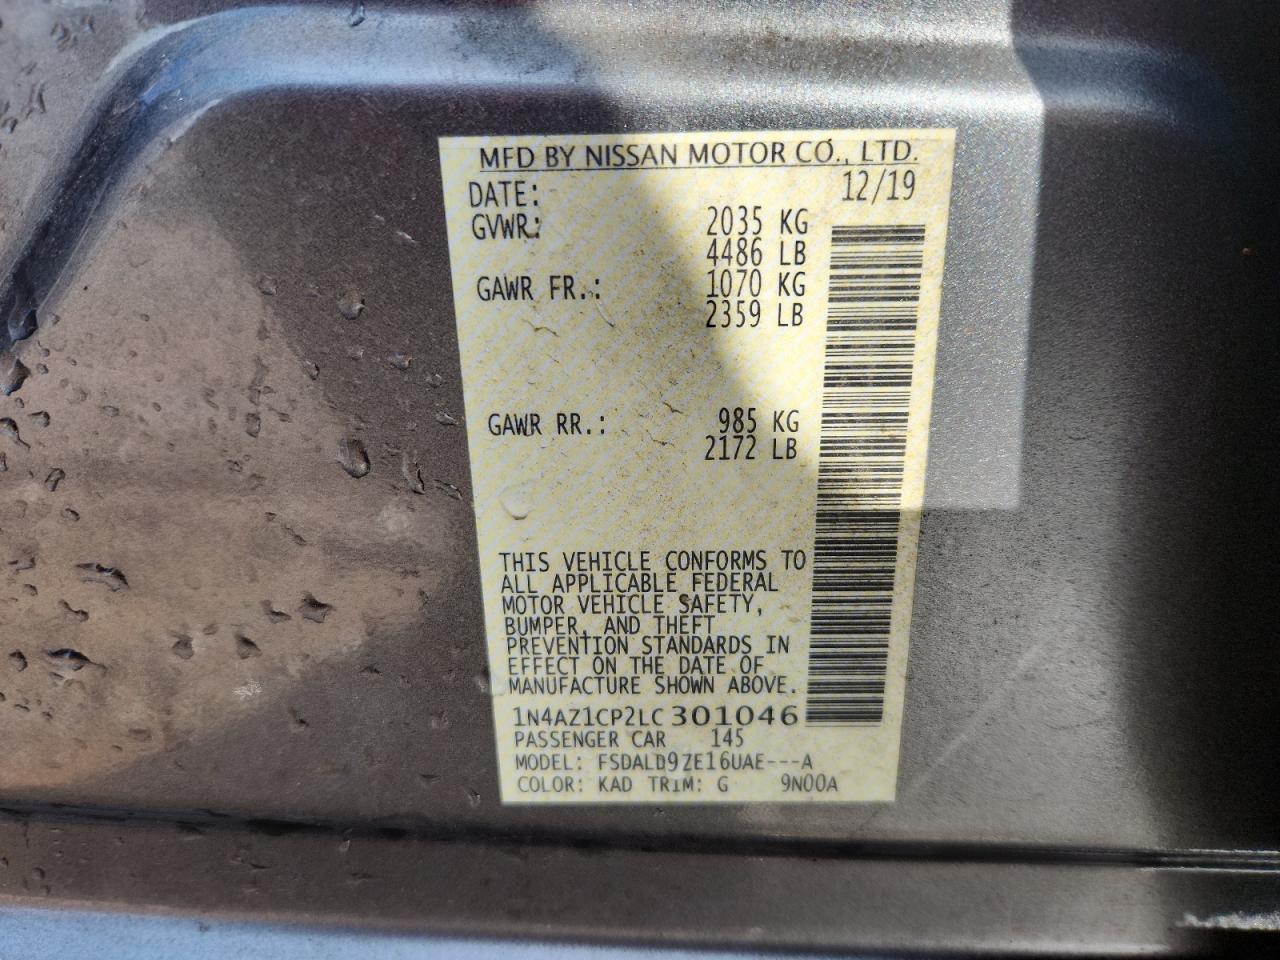 MFD BY NISSAN MOTOR CO., LTD.
DATE: 12/19
GVWR: 2035 KG
4486 LB
GAWR FR.: 1070 KG
2359 LB
GAWR RR.: 985 KG
2172 LB
THIS VEHICLE CONFORMS TO
ALL APPLICABLE FEDERAL
MOTOR VEHICLE SAFETY,
BUMPER, AND THEFT
PREVENTION STANDARDS IN
EFFECT ON THE DATE OF
MANUFACTURE SHOWN ABOVE.
1N4AZ1CP2LC301046
PASSENGER CAR 145
MODEL: FSDALD9ZE16UAE---A
COLOR: KAD TRIM: G 9N00A